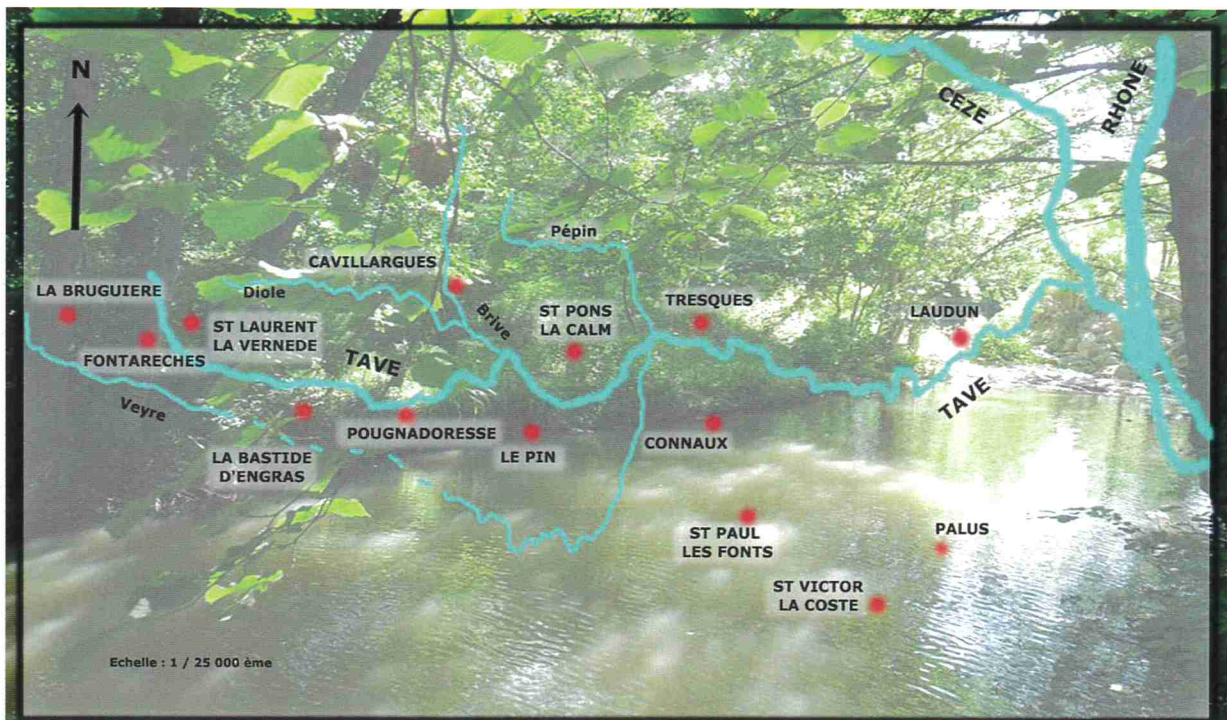 N
CEZE
RHONE
Pépin
CAVILLARGUES
LA BRUGUIERE
Diole
ST PONS
LA CALM
TRESQUES
LAUDUN
Brive
ST LAURENT
LA VERNEDE
FONTARECHES
TAVE
TAVE
Veyre
POUGNADORESSE
LE PIN
CONNAUX
LA BASTIDE
D'ENGRAS
ST PAUL
LES FONTS
PALUS
ST VICTOR
LA COSTE
Echelle : 1 / 25 000 ème